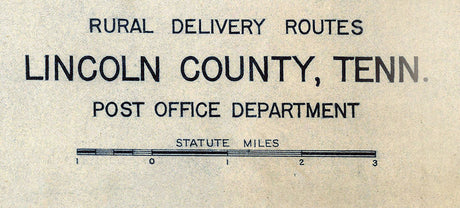 RURAL DELIVERY ROUTES
LINCOLN COUNTY, TENN.
POST OFFICE DEPARTMENT
STATUTE MILES
1 0 1 2 3